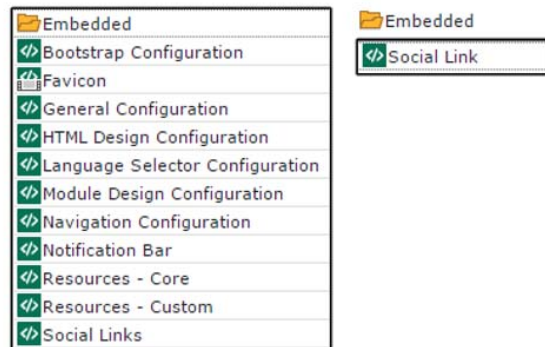 Embedded
Bootstrap Configuration
Favicon
General Configuration
HTML Design Configuration
Language Selector Configuration
Module Design Configuration
Navigation Configuration
Notification Bar
Resources - Core
Resources - Custom
Social Links
Embedded
Social Link